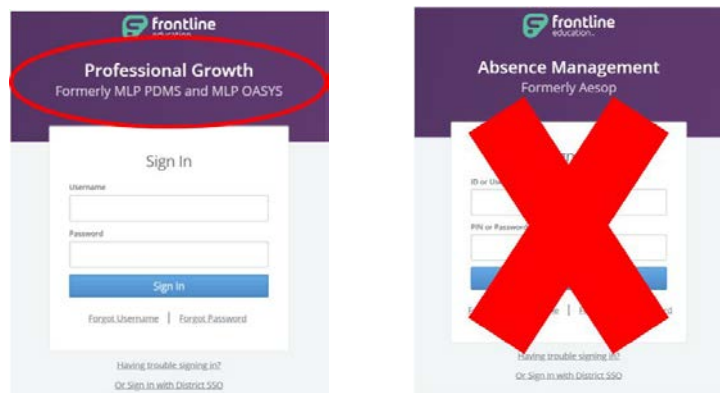 frontline
education
Professional Growth
Formerly MLP PDMS and MLP OASYS
Sign In
Username
Password
Sign In
Forgot Username | Forgot Password
Having trouble signing in?
Or Sign In with District SSO
frontline
education
Absence Management
Formerly Aesop
ID or
PIN or Password
Having trouble signing in?
Or Sign In with District SSO